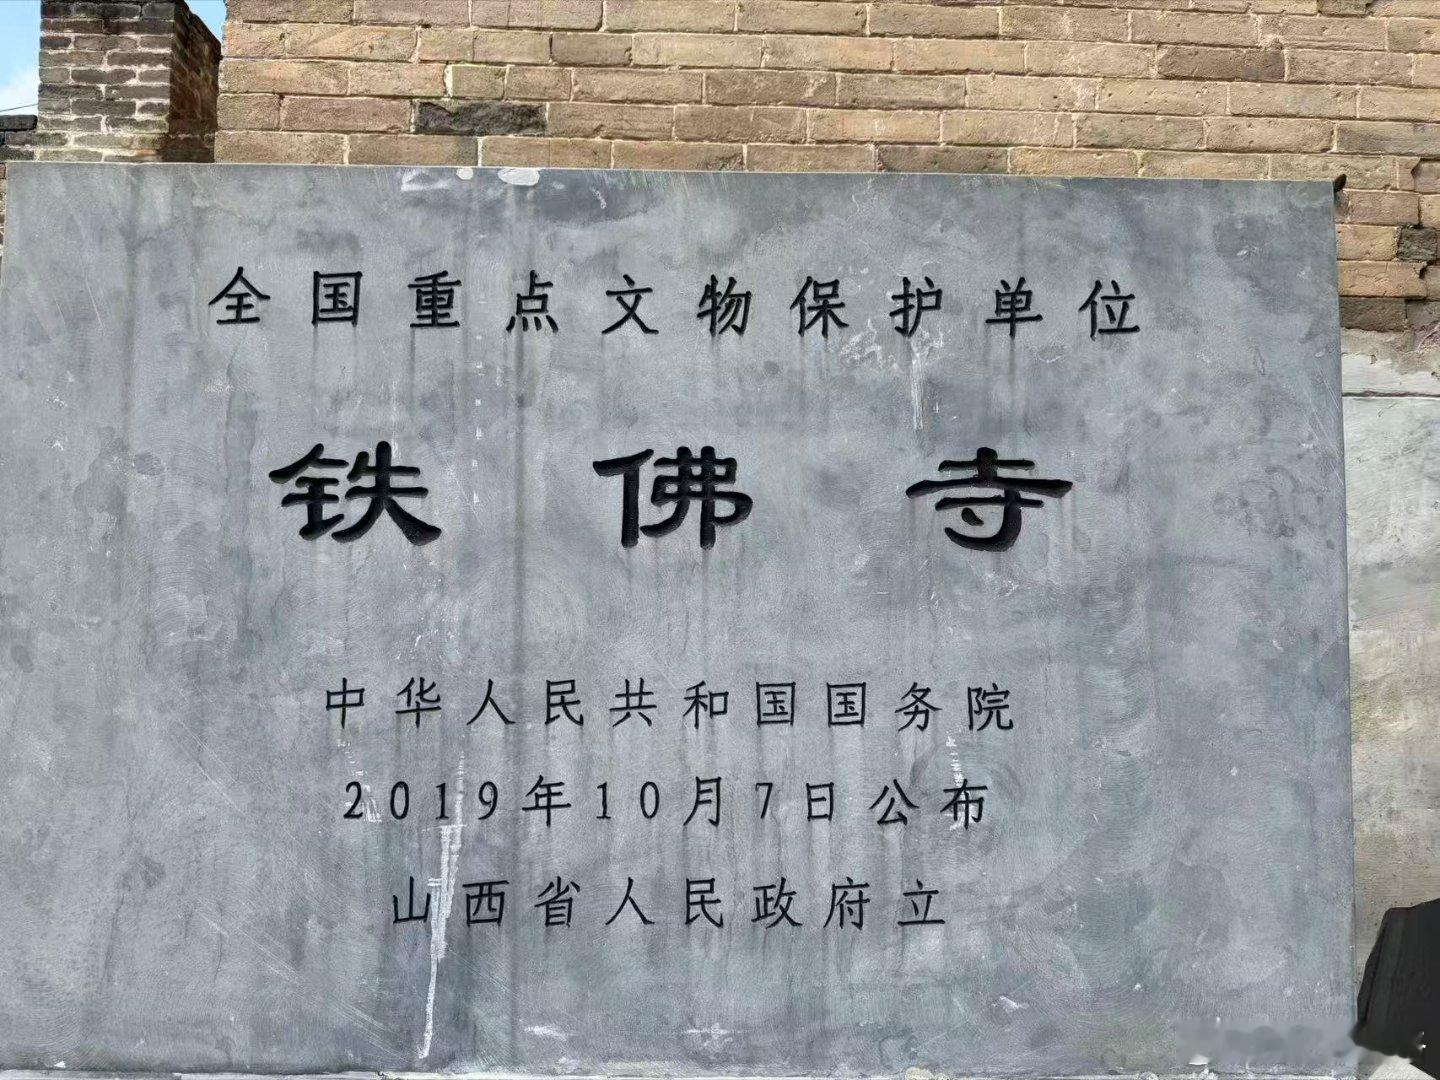 全国重点文物保护单位
铁佛寺
中华人民共和国国务院
2019年10月7日公布
山西省人民政府立